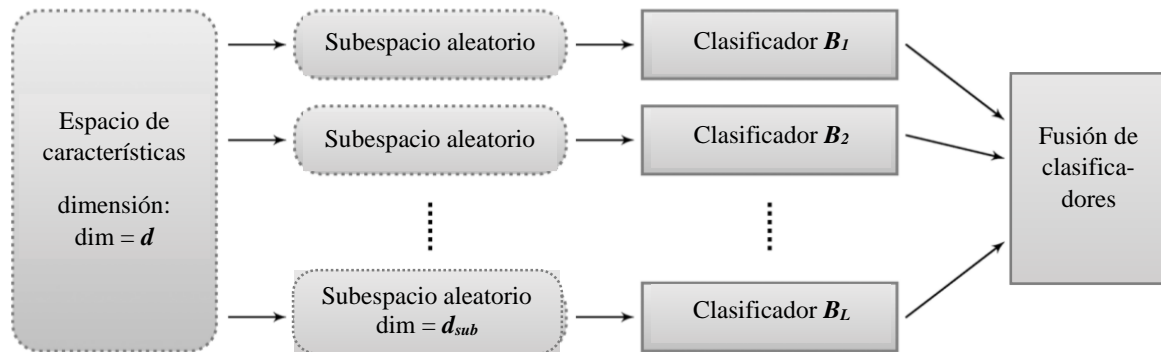 Espacio de
características
dimensión:
dim = d
Subespacio aleatorio
Clasificador B1
Subespacio aleatorio
Clasificador B2
Subespacio aleatorio
dim = dsub
Clasificador BL
Fusión de
clasifica-
dores